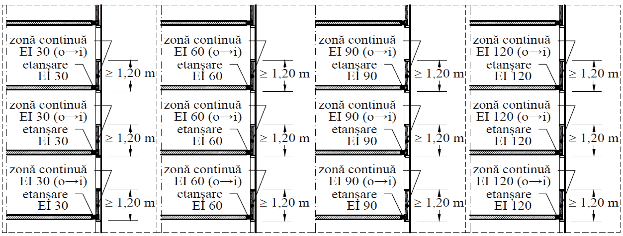 zonă continuă
EI 30 (o→i)
etanșare
EI 30
≥ 1,20 m
zonă continuă
EI 60 (o→i)
etanșare
EI 60
≥ 1,20 m
zonă continuă
EI 90 (o→i)
etanșare
EI 90
≥ 1,20 m
zonă continuă
EI 120 (o→i)
etanșare
EI 120
≥ 1,20 m
zonă continuă
EI 30 (o→i)
etanșare
EI 30
≥ 1,20 m
zonă continuă
EI 60 (o→i)
etanșare
EI 60
≥ 1,20 m
zonă continuă
EI 90 (o→i)
etanșare
EI 90
≥ 1,20 m
zonă continuă
EI 120 (o→i)
etanșare
EI 120
≥ 1,20 m
zonă continuă
EI 30 (o→i)
etanșare
EI 30
≥ 1,20 m
zonă continuă
EI 60 (o→i)
etanșare
EI 60
≥ 1,20 m
zonă continuă
EI 90 (o→i)
etanșare
EI 90
≥ 1,20 m
zonă continuă
EI 120 (o→i)
etanșare
EI 120
≥ 1,20 m